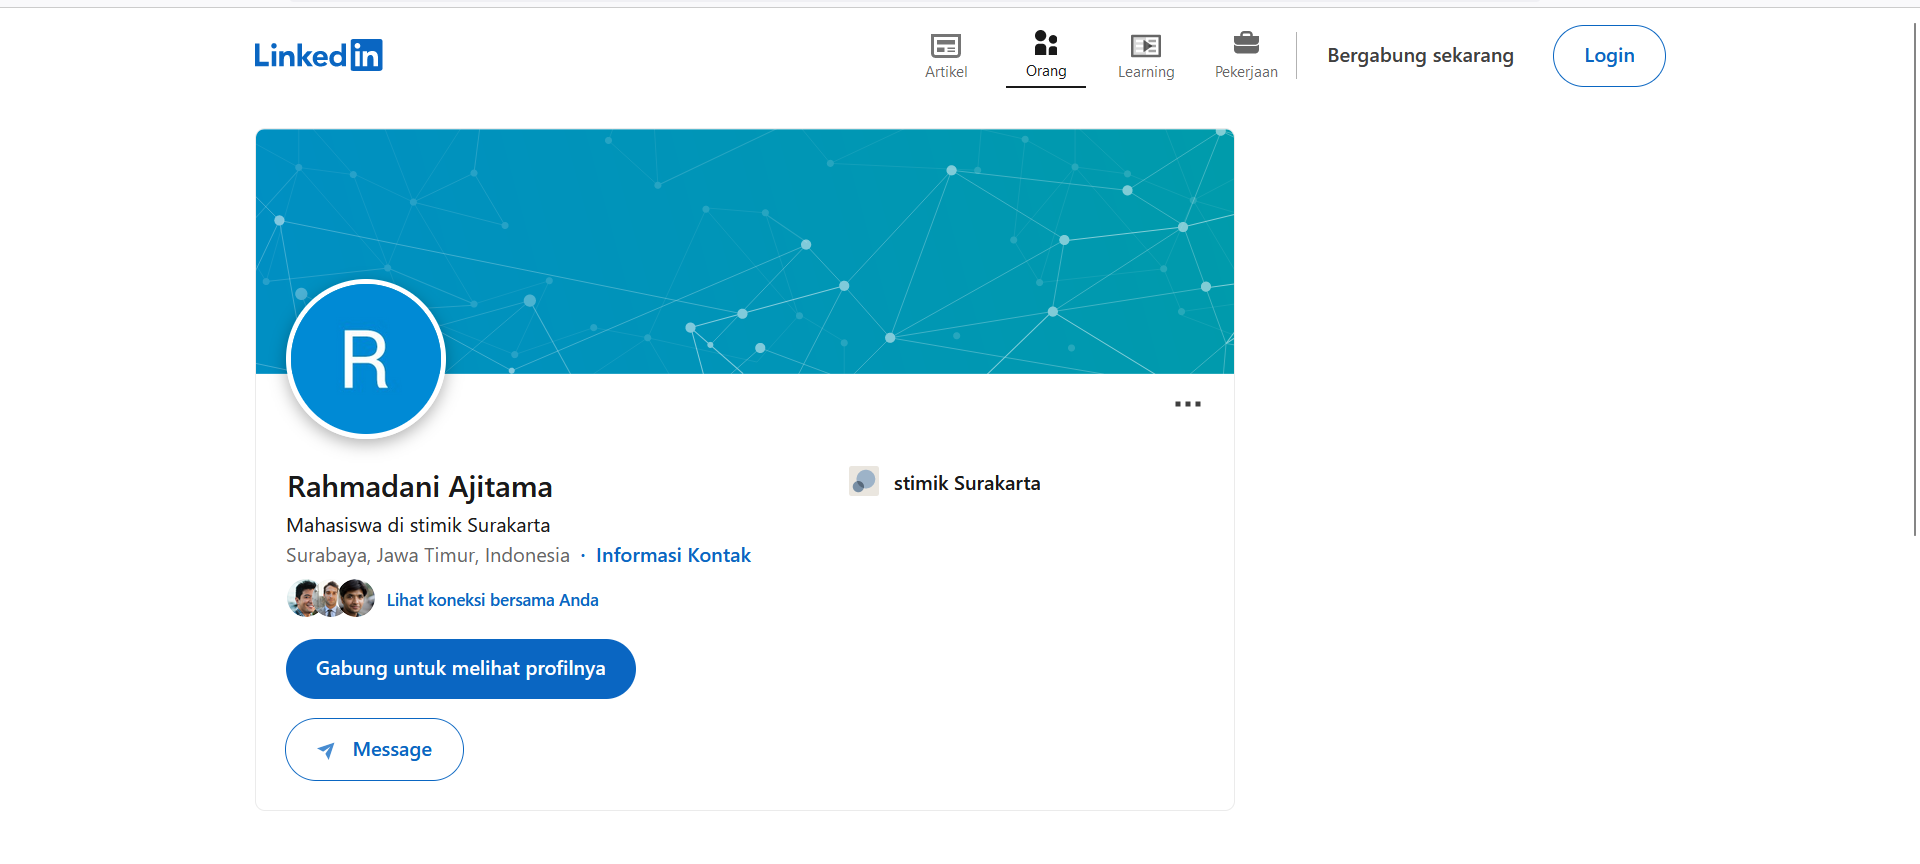 Linkedin
Artikel
Orang
Learning
Pekerjaan
Bergabung sekarang
Login
R
Rahmadani Ajitama
stimik Surakarta
Mahasiswa di stimik Surakarta
Surabaya, Jawa Timur, Indonesia · Informasi Kontak
Lihat koneksi bersama Anda
Gabung untuk melihat profilnya
Message